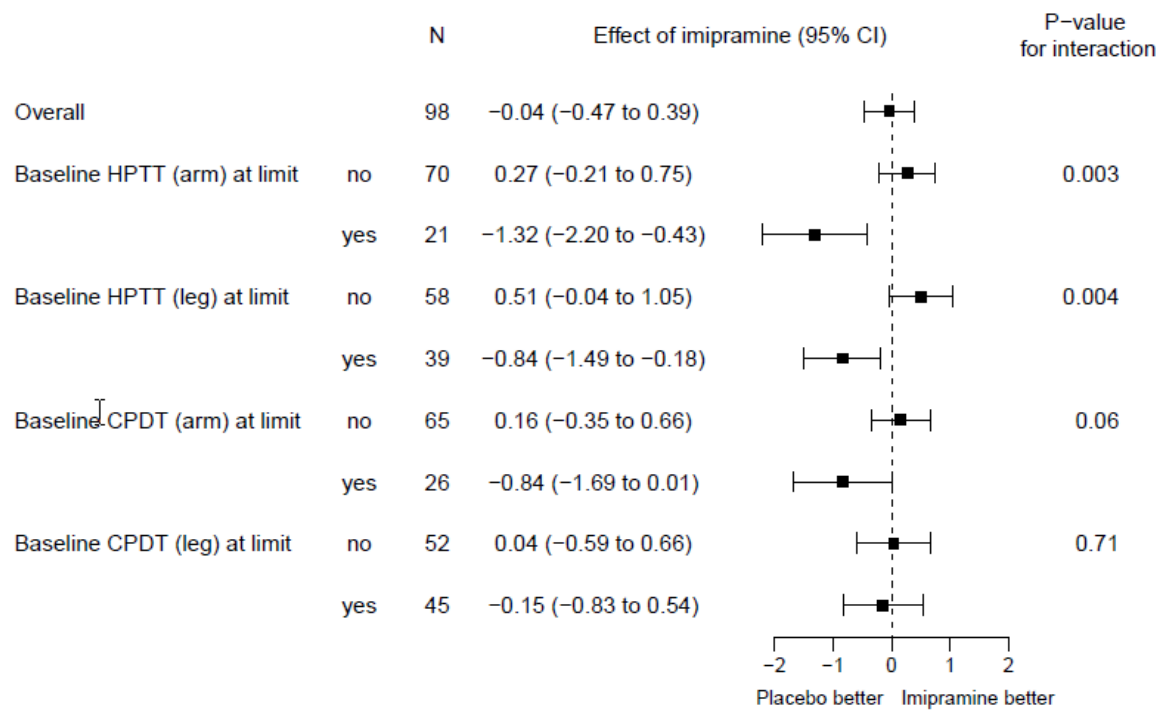 N Effect of imipramine (95% CI) P−value for interaction
Overall 98 −0.04 (−0.47 to 0.39)
Baseline HPTT (arm) at limit no 70 0.27 (−0.21 to 0.75) 0.003
yes 21 −1.32 (−2.20 to −0.43)
Baseline HPTT (leg) at limit no 58 0.51 (−0.04 to 1.05) 0.004
yes 39 −0.84 (−1.49 to −0.18)
Baseline CPDT (arm) at limit no 65 0.16 (−0.35 to 0.66) 0.06
yes 26 −0.84 (−1.69 to 0.01)
Baseline CPDT (leg) at limit no 52 0.04 (−0.59 to 0.66) 0.71
yes 45 −0.15 (−0.83 to 0.54)
−2 −1 0 1 2
Placebo better Imipramine better